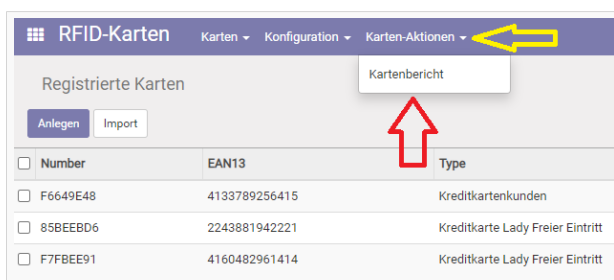 RFID-Karten Karten Konfiguration Karten-Aktionen
Kartenbericht
Registrierte Karten
Anlegen Import
Number EAN13 Type
F6649E48 4133789256415 Kreditkartenkunden
85BEEBD6 2243881942221 Kreditkarte Lady Freier Eintritt
F7FBEE91 4160482961414 Kreditkarte Lady Freier Eintritt